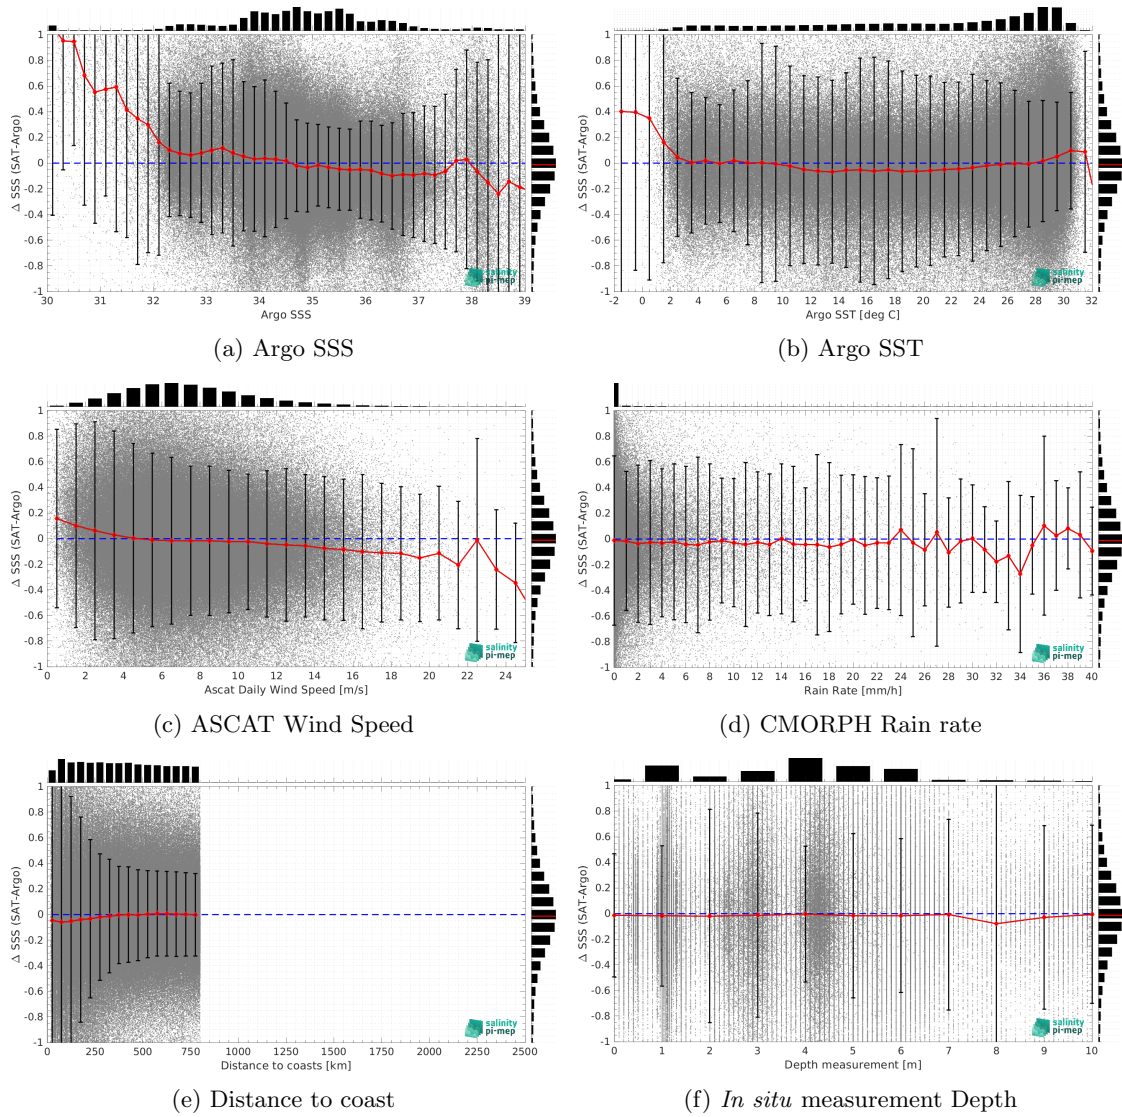 1
0.8
0.6
0.4
0.2
0
-0.2
-0.4
-0.6
-0.8
-1
Δ SSS (SAT-Argo)
30 31 32 33 34 35 36 37 38 39
Argo SSS
salinity
pi-mep
(a) Argo SSS
1
0.8
0.6
0.4
0.2
0
-0.2
-0.4
-0.6
-0.8
-1
Δ SSS (SAT-Argo)
-2 0 2 4 6 8 10 12 14 16 18 20 22 24 26 28 30 32
Argo SST [deg C]
salinity
pi-mep
(b) Argo SST
1
0.8
0.6
0.4
0.2
0
-0.2
-0.4
-0.6
-0.8
-1
Δ SSS (SAT-Argo)
0 2 4 6 8 10 12 14 16 18 20 22 24
Ascat Daily Wind Speed [m/s]
salinity
pi-mep
(c) ASCAT Wind Speed
1
0.8
0.6
0.4
0.2
0
-0.2
-0.4
-0.6
-0.8
-1
Δ SSS (SAT-Argo)
0 2 4 6 8 10 12 14 16 18 20 22 24 26 28 30 32 34 36 38 40
Rain Rate [mm/h]
salinity
pi-mep
(d) CMORPH Rain rate
1
0.8
0.6
0.4
0.2
0
-0.2
-0.4
-0.6
-0.8
-1
Δ SSS (SAT-Argo)
0 250 500 750 1000 1250 1500 1750 2000 2250 2500
Distance to coasts [km]
salinity
pi-mep
(e) Distance to coast
1
0.8
0.6
0.4
0.2
0
-0.2
-0.4
-0.6
-0.8
-1
Δ SSS (SAT-Argo)
0 1 2 3 4 5 6 7 8 9 10
Depth measurement [m]
salinity
pi-mep
(f) In situ measurement Depth